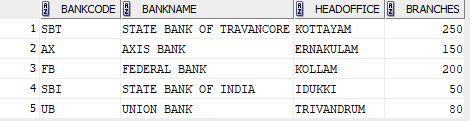 BANKCODE BANKNAME HEADOFFICE BRANCHES
1 SBT STATE BANK OF TRAVANCORE KOTTAYAM 250
2 AX AXIS BANK ERNAKULAM 150
3 FB FEDERAL BANK KOLLAM 200
4 SBI STATE BANK OF INDIA IDUKKI 50
5 UB UNION BANK TRIVANDRUM 80